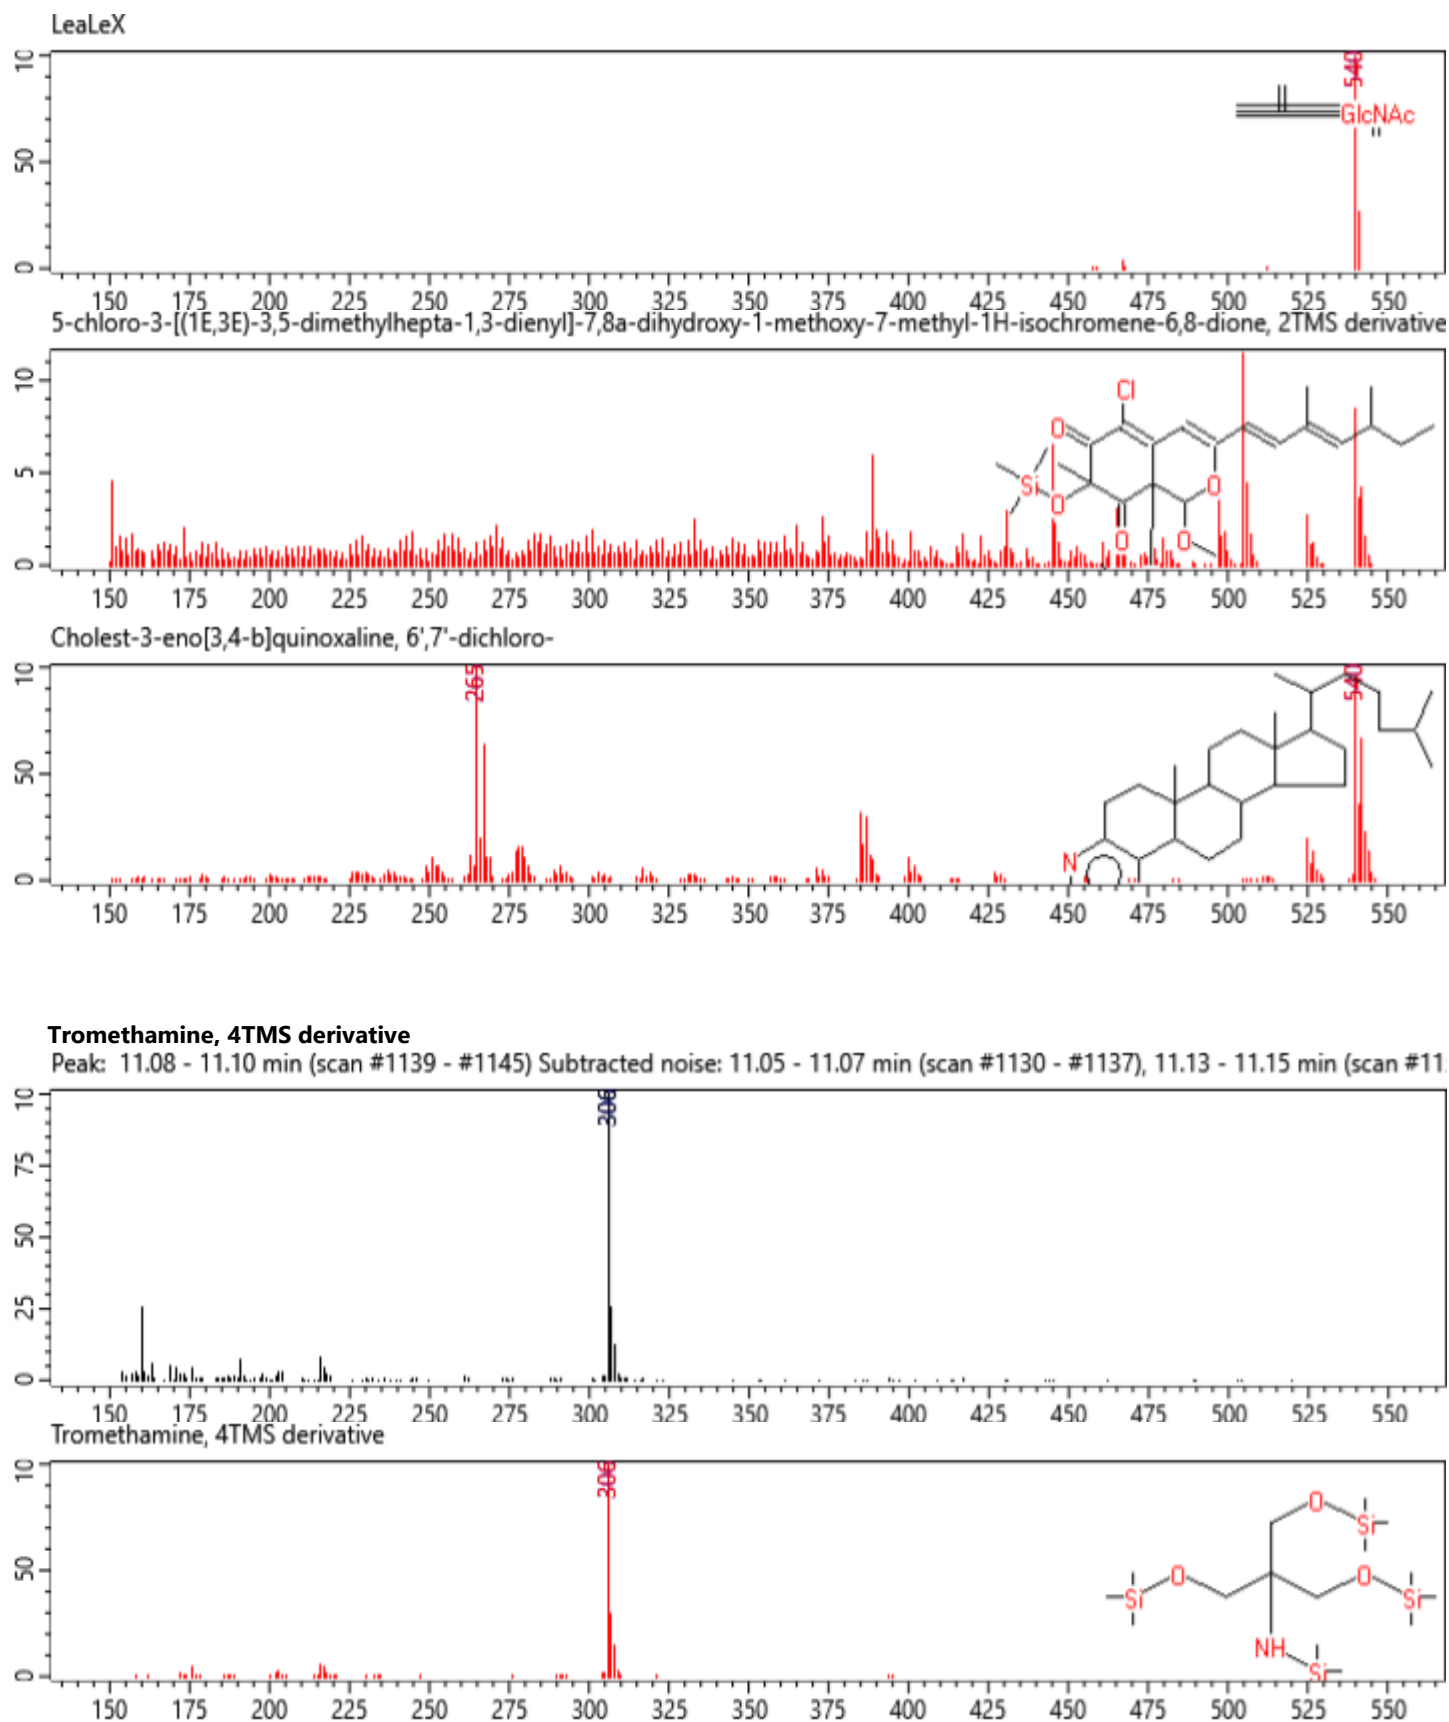 LeaLeX
10
540
GlcNAc
50
0
150 175 200 225 250 275 300 325 350 375 400 425 450 475 500 525 550
5-chloro-3-[(1E,3E)-3,5-dimethylhepta-1,3-dienyl]-7,8a-dihydroxy-1-methoxy-7-methyl-1H-isochromene-6,8-dione, 2TMS derivative
10
Cl
O
5
Si
O
O
O
O
0
150 175 200 225 250 275 300 325 350 375 400 425 450 475 500 525 550
Cholest-3-eno[3,4-b]quinoxaline, 6',7'-dichloro-
10
265
540
50
N
0
150 175 200 225 250 275 300 325 350 375 400 425 450 475 500 525 550
Tromethamine, 4TMS derivative
Peak: 11.08 - 11.10 min (scan #1139 - #1145) Subtracted noise: 11.05 - 11.07 min (scan #1130 - #1137), 11.13 - 11.15 min (scan
10
306
75
50
25
0
150 175 200 225 250 275 300 325 350 375 400 425 450 475 500 525 550
Tromethamine, 4TMS derivative
10
306
O
Si
50
O
O
Si
Si
NH
Si
0
150 175 200 225 250 275 300 325 350 375 400 425 450 475 500 525 550